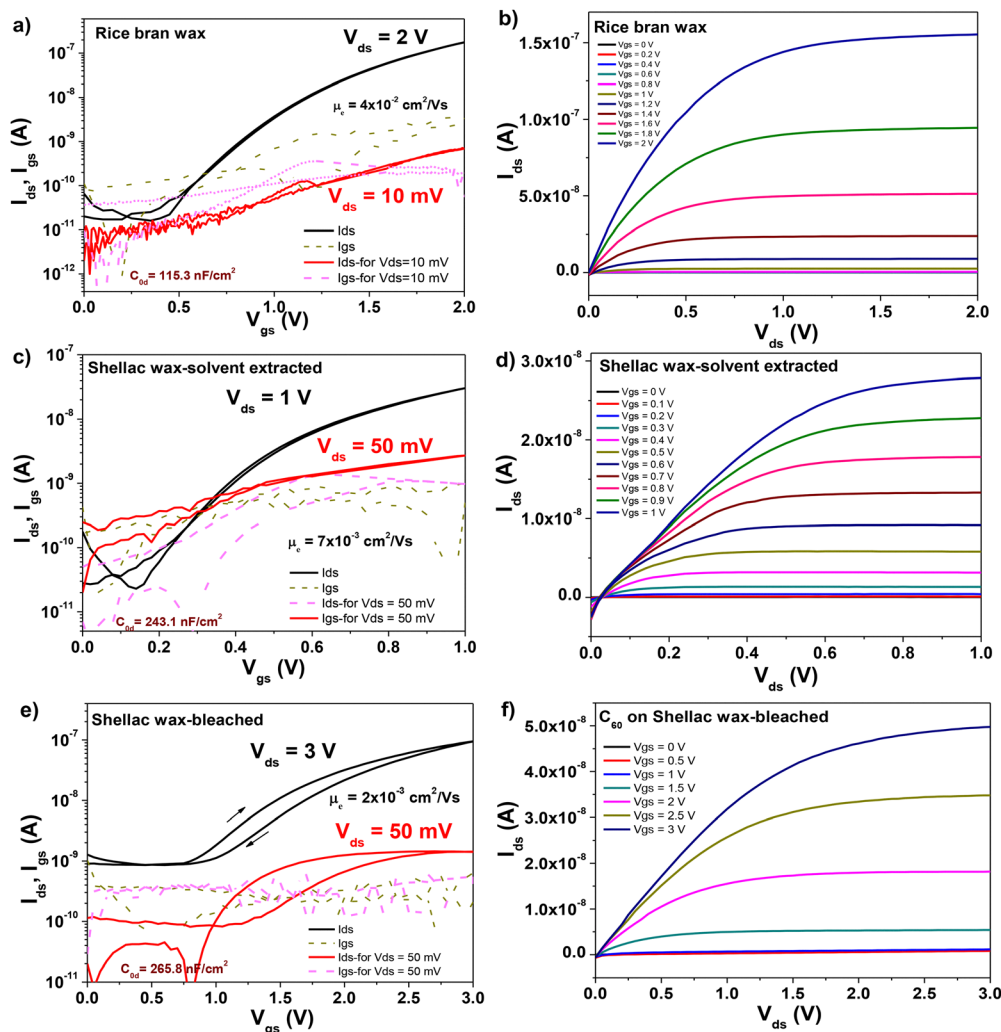 a)
Rice bran wax
V_ds = 2 V
μ_e = 4x10^-2 cm^2/Vs
V_ds = 10 mV
Ids
Igs
Ids-for Vds=10 mV
Igs-for Vds=10 mV
C_0d = 115.3 nF/cm^2
I_ds, I_gs (A)
10^-7
10^-8
10^-9
10^-10
10^-11
10^-12
0.0 0.5 1.0 1.5 2.0
V_gs (V)
b)
Rice bran wax
Vgs = 0 V
Vgs = 0.2 V
Vgs = 0.4 V
Vgs = 0.6 V
Vgs = 0.8 V
Vgs = 1 V
Vgs = 1.2 V
Vgs = 1.4 V
Vgs = 1.6 V
Vgs = 1.8 V
Vgs = 2 V
I_ds (A)
1.5x10^-7
1.0x10^-7
5.0x10^-8
0.0
0.0 0.5 1.0 1.5 2.0
V_ds (V)
c)
Shellac wax-solvent extracted
V_ds = 1 V
V_ds = 50 mV
μ_e = 7x10^-3 cm^2/Vs
Ids
Igs
Ids-for Vds = 50 mV
Igs-for Vds = 50 mV
C_0d = 243.1 nF/cm^2
I_ds, I_gs (A)
10^-7
10^-8
10^-9
10^-10
10^-11
0.0 0.2 0.4 0.6 0.8 1.0
V_gs (V)
d)
Shellac wax-solvent extracted
Vgs = 0 V
Vgs = 0.1 V
Vgs = 0.2 V
Vgs = 0.3 V
Vgs = 0.4 V
Vgs = 0.5 V
Vgs = 0.6 V
Vgs = 0.7 V
Vgs = 0.8 V
Vgs = 0.9 V
Vgs = 1 V
I_ds (A)
3.0x10^-8
2.0x10^-8
1.0x10^-8
0.0
0.0 0.2 0.4 0.6 0.8 1.0
V_ds (V)
e)
Shellac wax-bleached
V_ds = 3 V
μ_e = 2x10^-3 cm^2/Vs
V_ds = 50 mV
Ids
Igs
Ids-for Vds = 50 mV
Igs-for Vds = 50 mV
C_0d = 265.8 nF/cm^2
I_ds, I_gs (A)
10^-6
10^-7
10^-8
10^-9
10^-10
10^-11
0.0 0.5 1.0 1.5 2.0 2.5 3.0
V_gs (V)
f)
C_60 on Shellac wax-bleached
Vgs = 0 V
Vgs = 0.5 V
Vgs = 1 V
Vgs = 1.5 V
Vgs = 2 V
Vgs = 2.5 V
Vgs = 3 V
I_ds (A)
5.0x10^-8
4.0x10^-8
3.0x10^-8
2.0x10^-8
1.0x10^-8
0.0
0.0 0.5 1.0 1.5 2.0 2.5 3.0
V_ds (V)